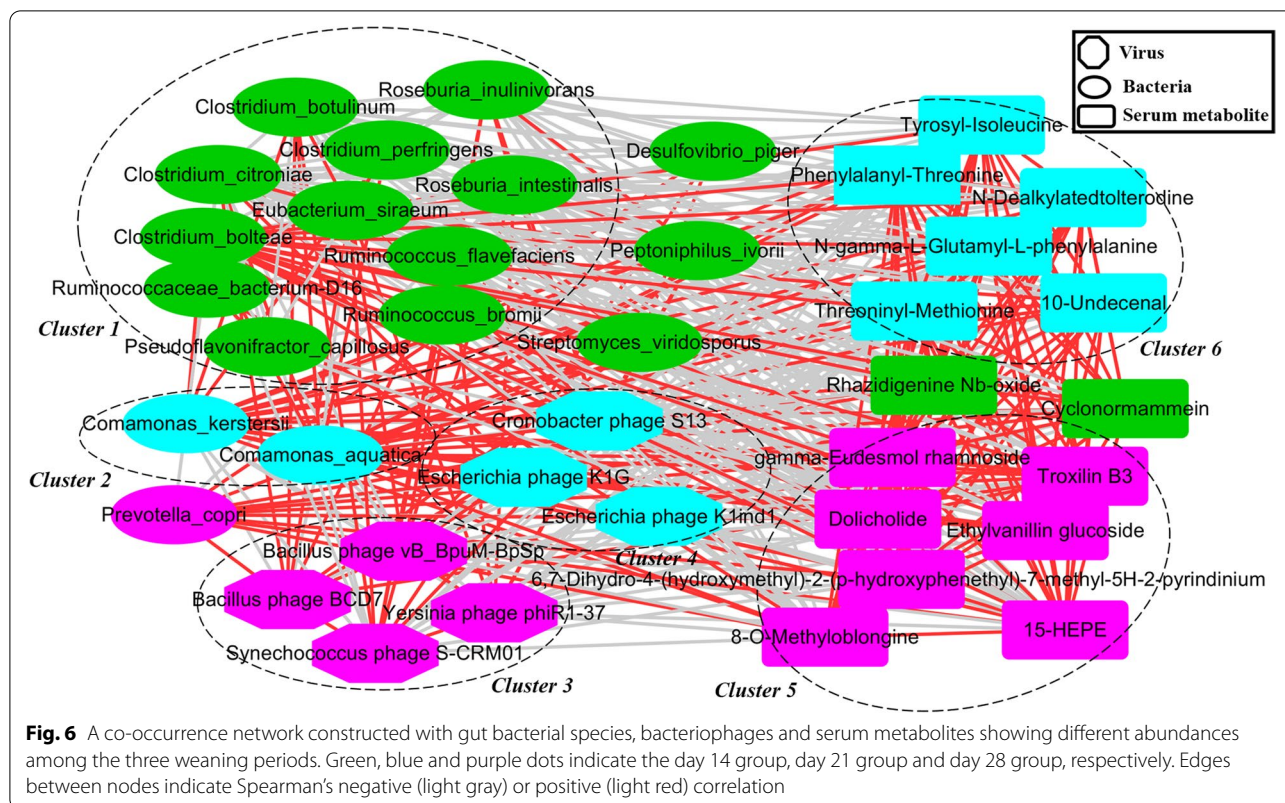 Virus
Bacteria
Serum metabolite
Roseburia_inulinivorans
Clostridium_botulinum
Clostridium_perfringens
Clostridium_citroniae
Roseburia_intestinalis
Eubacterium_siraeum
Clostridium_bolteae
Ruminococcus_flavefaciens
Ruminococcaceae_bacterium-D16
Ruminococcus_bromii
Cluster 1
Pseudoflavonifractor_capillosus
Desulfovibrio_piger
Peptoniphilus_ivorii
Streptomyces_viridosporus
Tyrosyl-Isoleucine
Phenylalanyl-Threonine
N-Dealkylatedtolterodine
N-gamma-L-Glutamyl-L-phenylalanine
Threoninyl-Methionine
10-Undecenal
Cluster 6
Rhazidigenine Nb-oxide
Cyclonormammein
Comamonas_kerstersii
Comamonas_aquatica
Cluster 2
Cronobacter phage S13
Escherichia phage K1G
Escherichia phage K1ind1
Cluster 4
Prevotella_copri
Bacillus phage vB_BpuM-BpSp
Bacillus phage BCD7
Yersinia phage phiR1-37
Synechococcus phage S-CRM01
Cluster 3
gamma-Eudesmol rhamnoside
Troxilin B3
Dolicholide
Ethylvanillin glucoside
6,7-Dihydro-4-(hydroxymethyl)-2-(p-hydroxyphenethyl)-7-methyl-5H-2-pyrindinium
8-O-Methyloblongine
15-HEPE
Cluster 5
Fig. 6 A co-occurrence network constructed with gut bacterial species, bacteriophages and serum metabolites showing different abundances
among the three weaning periods. Green, blue and purple dots indicate the day 14 group, day 21 group and day 28 group, respectively. Edges
between nodes indicate Spearman's negative (light gray) or positive (light red) correlation